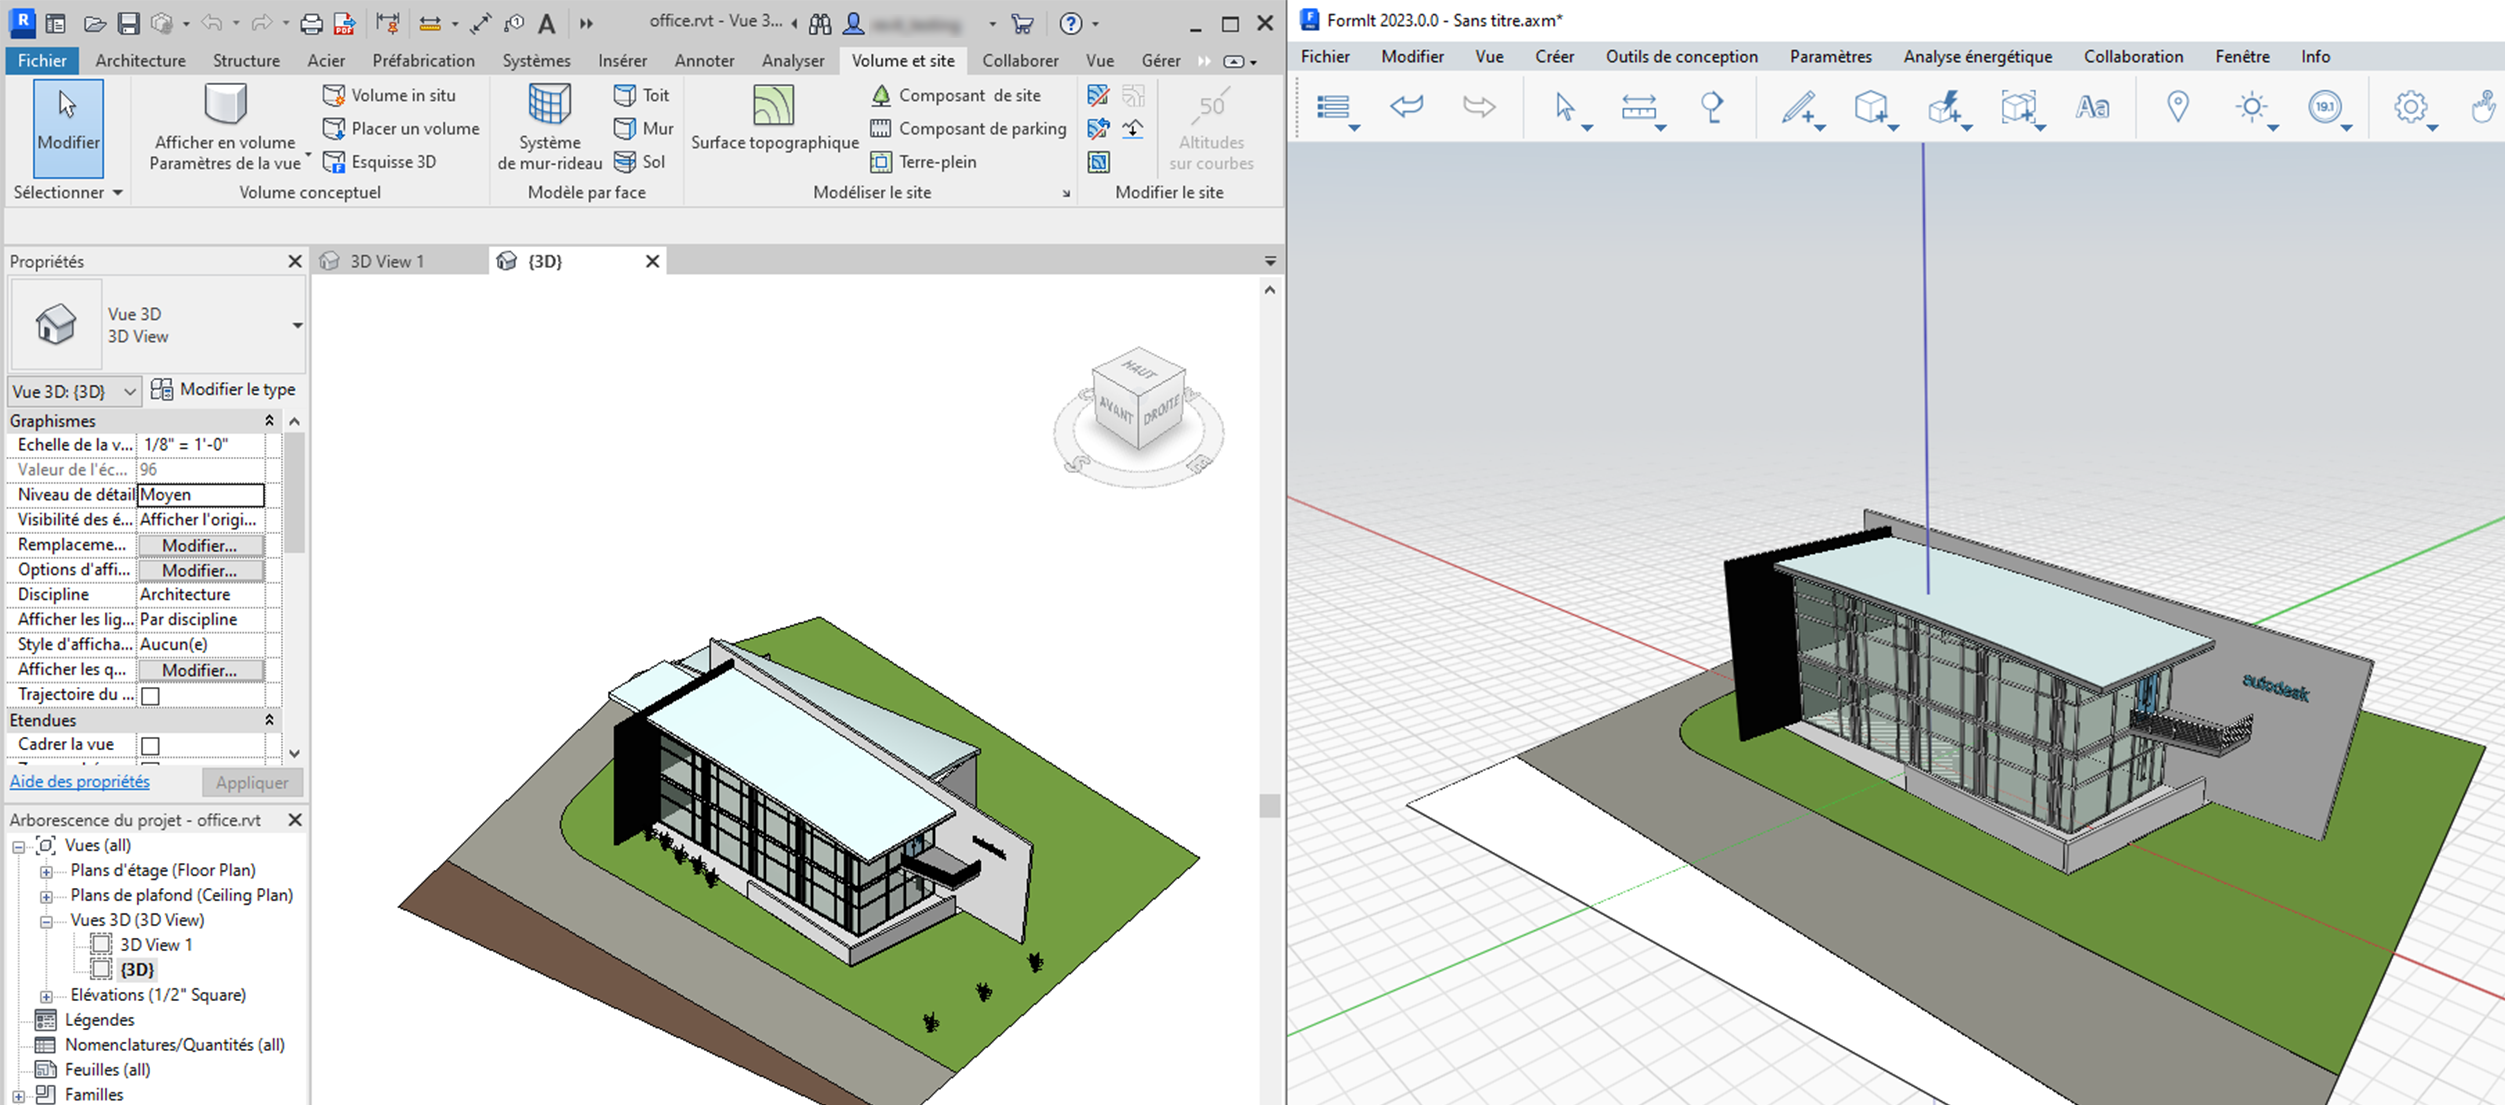 office.rvt - Vue 3...
Fichier Architecture Structure Acier Préfabrication Systèmes Insérer Annoter Analyser Volume et site Collaborer Vue Gérer
Modifier
Sélectionner
Afficher en volume
Paramètres de la vue
Volume in situ
Placer un volume
Esquisse 3D
Volume conceptuel
Système
de mur-rideau
Toit
Mur
Sol
Modèle par face
Surface topographique
Composant de site
Composant de parking
Terre-plein
Modéliser le site
Modifier le site
50
Altitudes
sur courbes
Propriétés
3D View 1
{3D}
Vue 3D
3D View
Vue 3D: {3D}
Modifier le type
Graphismes
Echelle de la v... 1/8" = 1'-0"
Valeur de l'éc... 96
Niveau de détail Moyen
Visibilité des é... Afficher l'origi...
Remplaceme... Modifier...
Options d'affi... Modifier...
Discipline Architecture
Afficher les lig... Par discipline
Style d'afficha... Aucun(e)
Afficher les q... Modifier...
Trajectoire du ...
Etendues
Cadrer la vue
Aide des propriétés
Appliquer
Arborescence du projet - office.rvt
Vues (all)
Plans d'étage (Floor Plan)
Plans de plafond (Ceiling Plan)
Vues 3D (3D View)
3D View 1
{3D}
Elévations (1/2" Square)
Légendes
Nomenclatures/Quantités (all)
Feuilles (all)
Familles
HAUT
AVANT
DROITE
S
E
FormIt 2023.0.0 - Sans titre.axm*
Fichier Modifier Vue Créer Outils de conception Paramètres Analyse énergétique Collaboration Fenêtre Info
Aa
19.1
autodesk